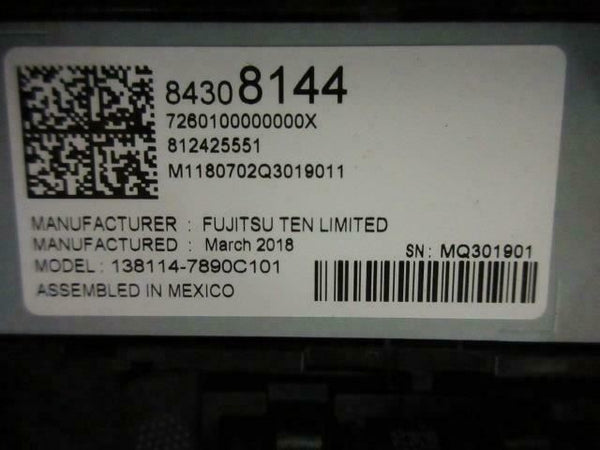 84308144
7260100000000X
812425551
M1180702Q3019011
MANUFACTURER : FUJITSU TEN LIMITED
MANUFACTURED : March 2018
SN: MQ301901
MODEL: 138114-7890C101
ASSEMBLED IN MEXICO